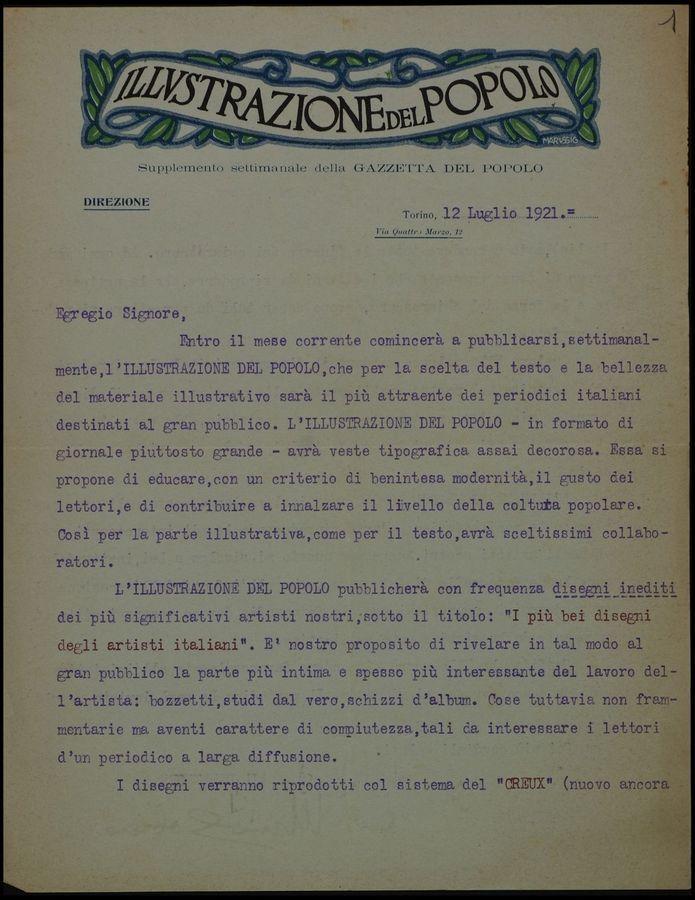 1
ILLVSTRAZIONE DEL POPOLO
MARUSSIG
Supplemento settimanale della GAZZETTA DEL POPOLO
DIREZIONE
Torino, 12 Luglio 1921.=
Via Quattro Marzo, 12
Egregio Signore,
Entro il mese corrente comincerà a pubblicarsi,settimanal-
mente,l'ILLUSTRAZIONE DEL POPOLO,che per la scelta del testo e la bellezza
del materiale illustrativo sarà il più attraente dei periodici italiani
destinati al gran pubblico. L'ILLUSTRAZIONE DEL POPOLO - in formato di
giornale piuttosto grande - avrà veste tipografica assai decorosa. Essa si
propone di educare,con un criterio di benintesa modernità,il gusto dei
lettori,e di contribuire a innalzare il livello della coltura popolare.
Così per la parte illustrativa,come per il testo,avrà sceltissimi collabo-
ratori.
L'ILLUSTRAZIONE DEL POPOLO pubblicherà con frequenza disegni inediti
dei più significativi artisti nostri,sotto il titolo: "I più bei disegni
degli artisti italiani". E' nostro proposito di rivelare in tal modo al
gran pubblico la parte più intima e spesso più interessante del lavoro del-
l'artista: bozzetti,studi dal vero,schizzi d'album. Cose tuttavia non fram-
mentarie ma aventi carattere di compiutezza,tali da interessare i lettori
d'un periodico a larga diffusione.
I disegni verranno riprodotti col sistema del "CREUX" (nuovo ancora